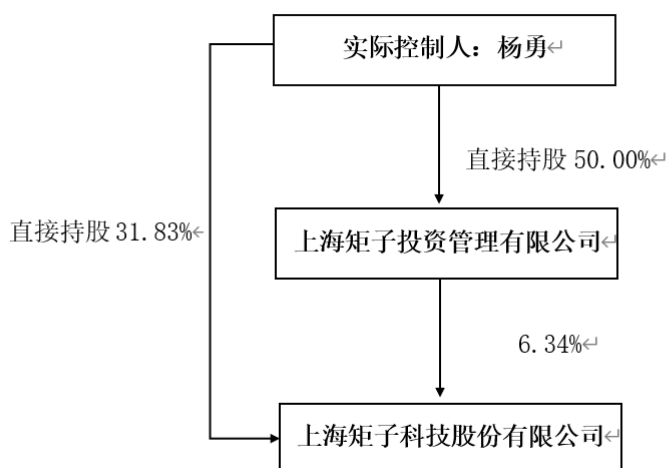 实际控制人：杨勇
直接持股 50.00%
直接持股 31.83%
上海矩子投资管理有限公司
6.34%
上海矩子科技股份有限公司